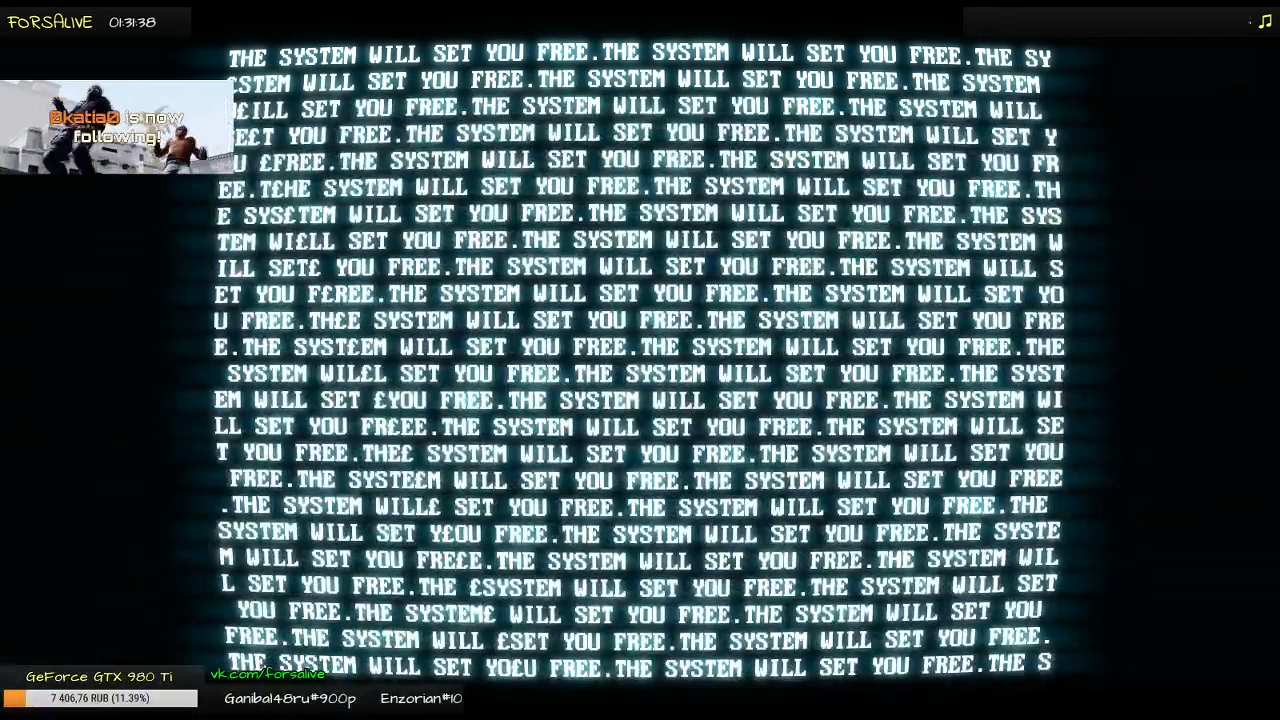 FORSALIVE 01:31:38
THE SYSTEM WILL SET YOU FREE.THE SYSTEM WILL SET YOU FREE.THE SY
£STEM WILL SET YOU FREE.THE SYSTEM WILL SET YOU FREE.THE SYSTEM
£ILL SET YOU FREE.THE SYSTEM WILL SET YOU FREE.THE SYSTEM WILL
0katia0 is now
following!
E£T YOU FREE.THE SYSTEM WILL SET YOU FREE.THE SYSTEM WILL SET Y
U £FREE.THE SYSTEM WILL SET YOU FREE.THE SYSTEM WILL SET YOU FR
EE.T£HE SYSTEM WILL SET YOU FREE.THE SYSTEM WILL SET YOU FREE.TH
E SYS£TEM WILL SET YOU FREE.THE SYSTEM WILL SET YOU FREE.THE SYS
TEM WI£LL SET YOU FREE.THE SYSTEM WILL SET YOU FREE.THE SYSTEM W
ILL SET£ YOU FREE.THE SYSTEM WILL SET YOU FREE.THE SYSTEM WILL S
ET YOU F£REE.THE SYSTEM WILL SET YOU FREE.THE SYSTEM WILL SET YO
U FREE.TH£E SYSTEM WILL SET YOU FREE.THE SYSTEM WILL SET YOU FRE
E.THE SYST£EM WILL SET YOU FREE.THE SYSTEM WILL SET YOU FREE.THE
SYSTEM WIL£L SET YOU FREE.THE SYSTEM WILL SET YOU FREE.THE SYST
EM WILL SET £YOU FREE.THE SYSTEM WILL SET YOU FREE.THE SYSTEM WI
LL SET YOU FR£EE.THE SYSTEM WILL SET YOU FREE.THE SYSTEM WILL SE
T YOU FREE.THE£ SYSTEM WILL SET YOU FREE.THE SYSTEM WILL SET YOU
FREE.THE SYSTE£M WILL SET YOU FREE.THE SYSTEM WILL SET YOU FREE
.THE SYSTEM WILL£ SET YOU FREE.THE SYSTEM WILL SET YOU FREE.THE
SYSTEM WILL SET Y£OU FREE.THE SYSTEM WILL SET YOU FREE.THE SYSTE
M WILL SET YOU FRE£E.THE SYSTEM WILL SET YOU FREE.THE SYSTEM WIL
L SET YOU FREE.THE £SYSTEM WILL SET YOU FREE.THE SYSTEM WILL SET
YOU FREE.THE SYSTEM£ WILL SET YOU FREE.THE SYSTEM WILL SET YOU
FREE.THE SYSTEM WILL £SET YOU FREE.THE SYSTEM WILL SET YOU FREE.
THE SYSTEM WILL SET YO£U FREE.THE SYSTEM WILL SET YOU FREE.THE S
GeForce GTX 980 Ti vk.com/forsalive
7 406,76 RUB (11.39%) Ganibal48ru#900р Enzorian#10